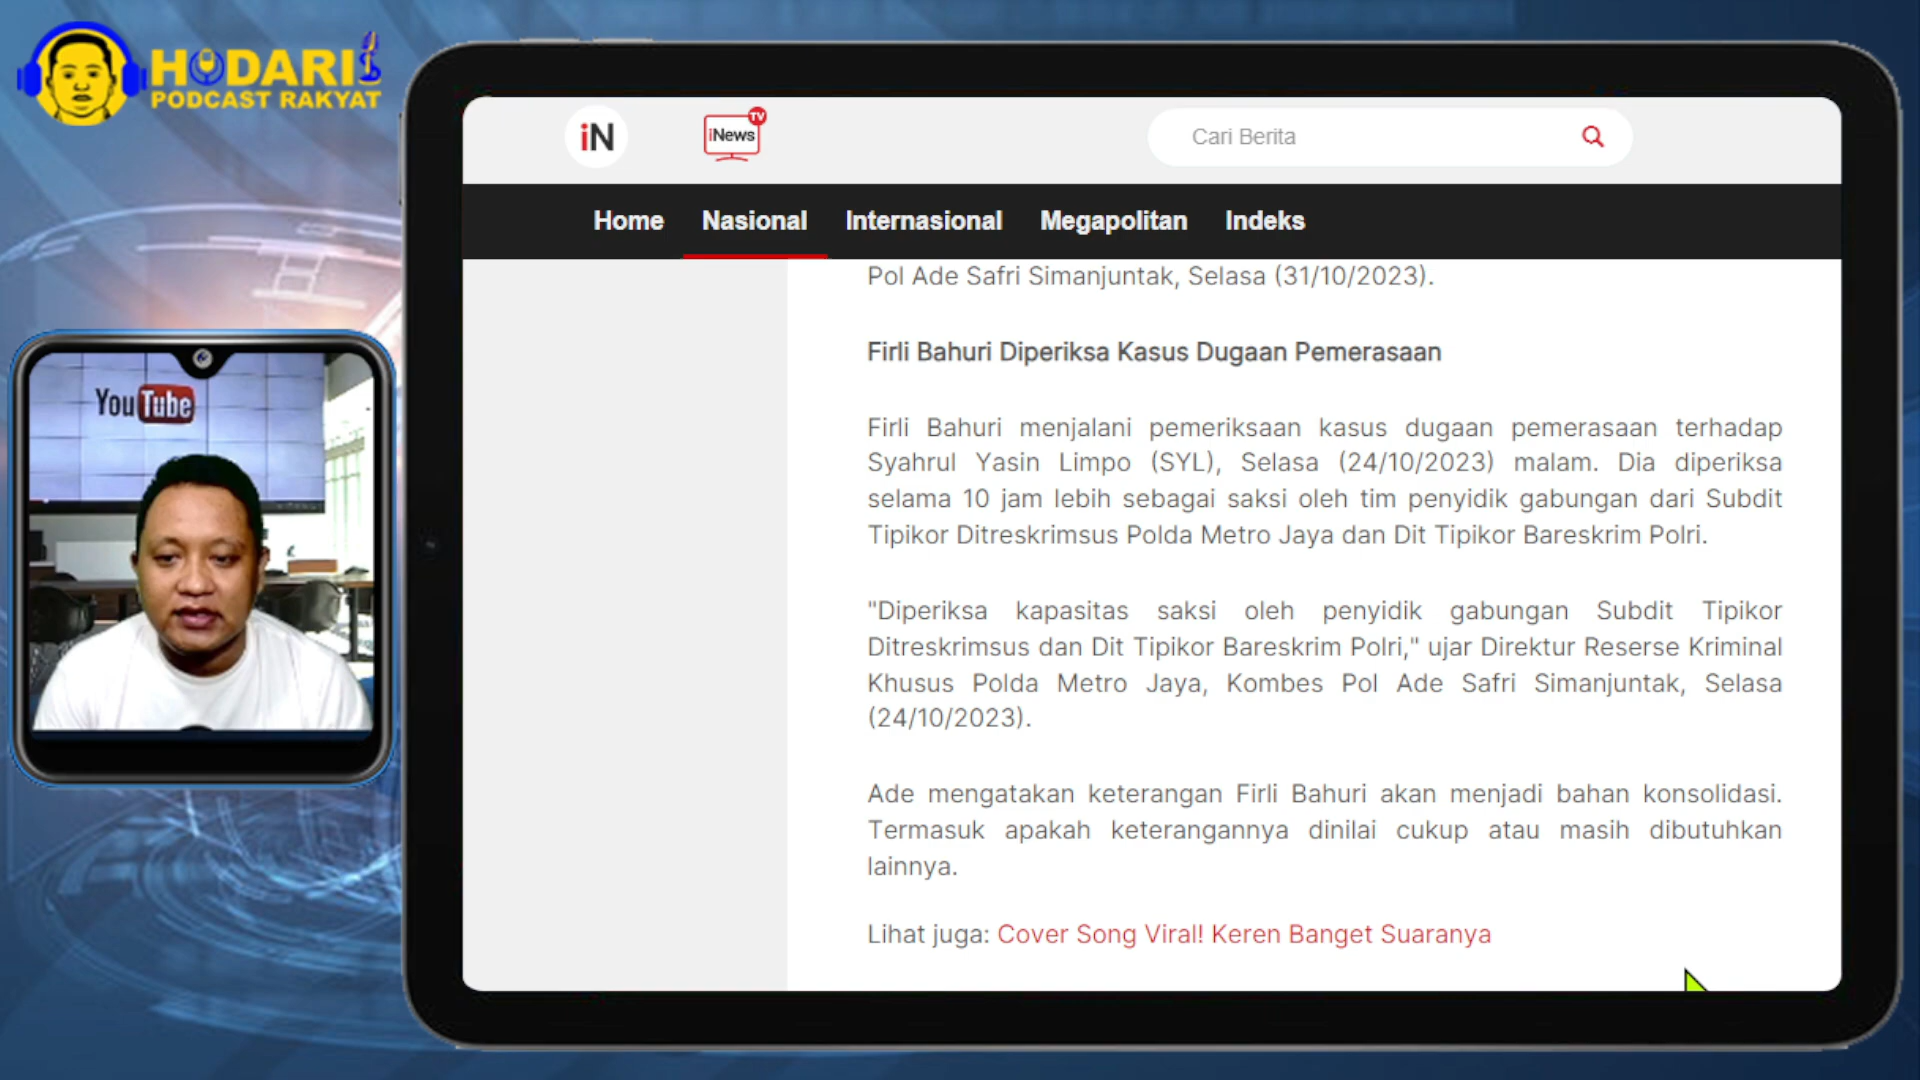 HODARI
PODCAST RAKYAT
iN
iNews
TV
Cari Berita
Home Nasional Internasional Megapolitan Indeks
Pol Ade Safri Simanjuntak, Selasa (31/10/2023).
Firli Bahuri Diperiksa Kasus Dugaan Pemerasaan
Firli Bahuri menjalani pemeriksaan kasus dugaan pemerasaan terhadap
Syahrul Yasin Limpo (SYL), Selasa (24/10/2023) malam. Dia diperiksa
selama 10 jam lebih sebagai saksi oleh tim penyidik gabungan dari Subdit
Tipikor Ditreskrimsus Polda Metro Jaya dan Dit Tipikor Bareskrim Polri.
"Diperiksa kapasitas saksi oleh penyidik gabungan Subdit Tipikor
Ditreskrimsus dan Dit Tipikor Bareskrim Polri," ujar Direktur Reserse Kriminal
Khusus Polda Metro Jaya, Kombes Pol Ade Safri Simanjuntak, Selasa
(24/10/2023).
Ade mengatakan keterangan Firli Bahuri akan menjadi bahan konsolidasi.
Termasuk apakah keterangannya dinilai cukup atau masih dibutuhkan
lainnya.
Lihat juga: Cover Song Viral! Keren Banget Suaranya
YouTube